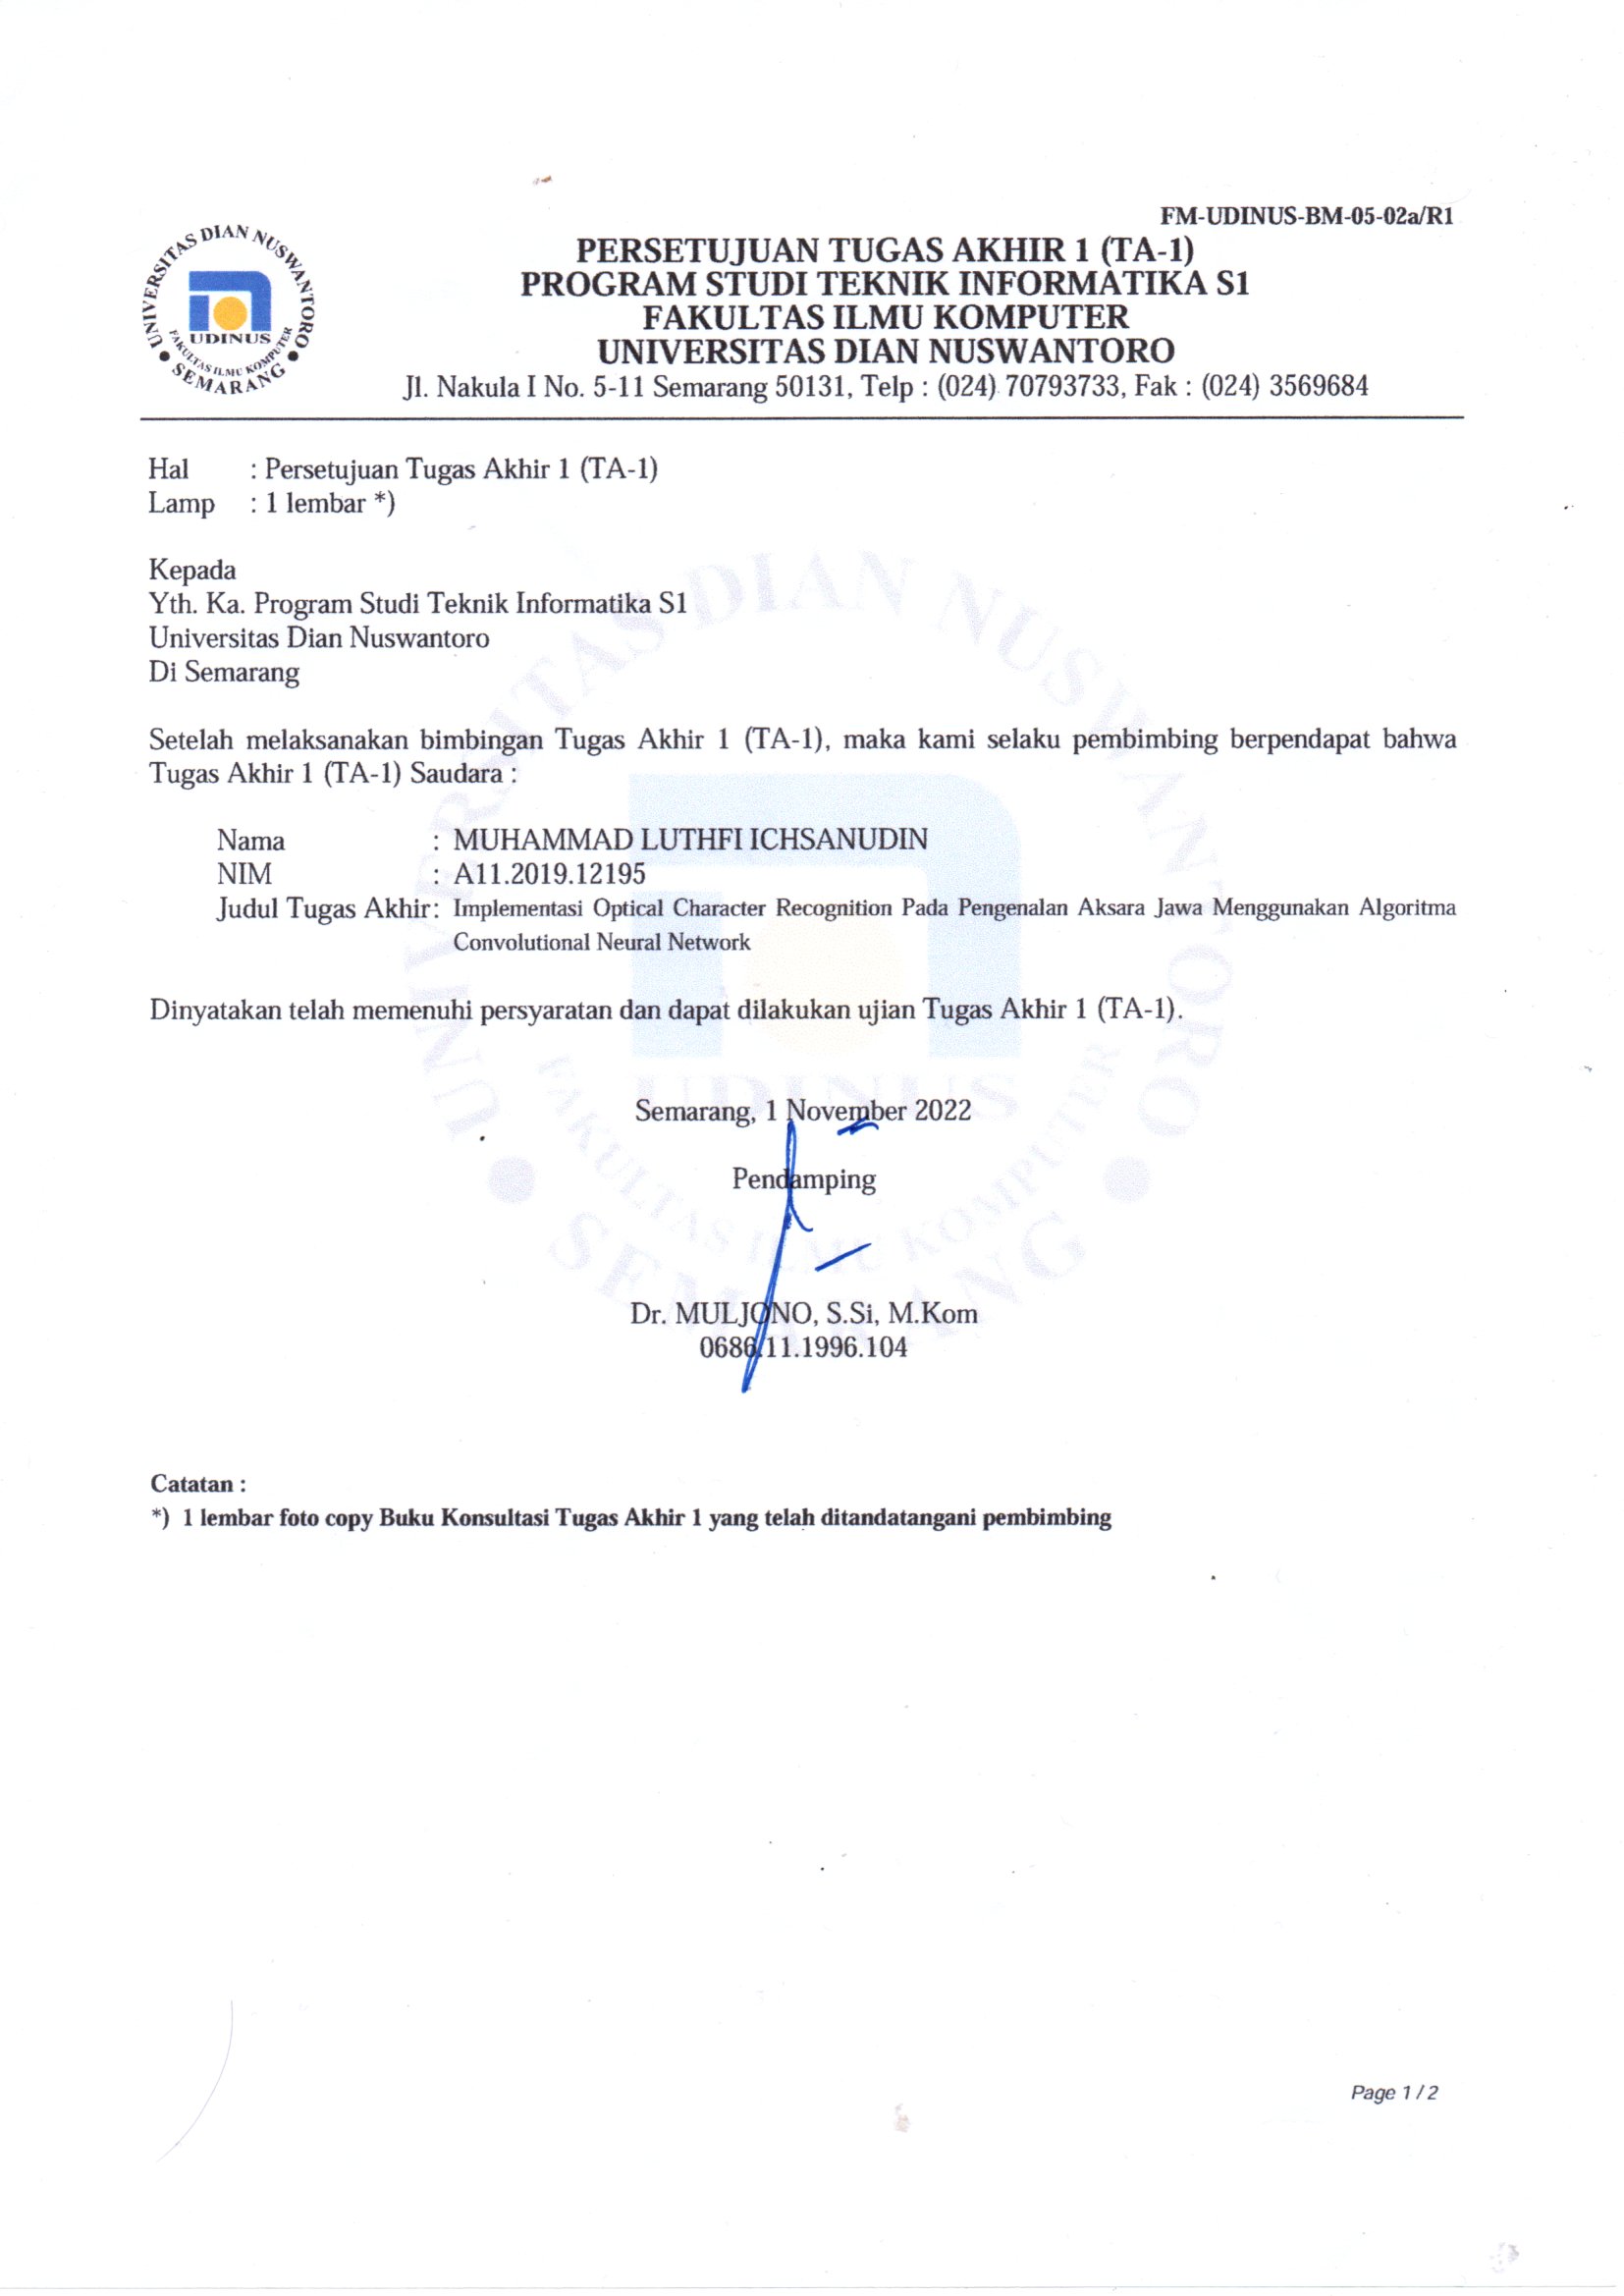 FM-UDINUS-BM-05-02a/R1
UNIVERSITAS DIAN NUSWANTORO
UDINUS
FAKULTAS ILMU KOMPUTER
SEMARANG
PERSETUJUAN TUGAS AKHIR 1 (TA-1)
PROGRAM STUDI TEKNIK INFORMATIKA S1
FAKULTAS ILMU KOMPUTER
UNIVERSITAS DIAN NUSWANTORO
Jl. Nakula I No. 5-11 Semarang 50131, Telp : (024) 70793733, Fak : (024) 3569684
Hal : Persetujuan Tugas Akhir 1 (TA-1)
Lamp : 1 lembar *)
Kepada
Yth. Ka. Program Studi Teknik Informatika S1
Universitas Dian Nuswantoro
Di Semarang
Setelah melaksanakan bimbingan Tugas Akhir 1 (TA-1), maka kami selaku pembimbing berpendapat bahwa
Tugas Akhir 1 (TA-1) Saudara :
Nama : MUHAMMAD LUTHFI ICHSANUDIN
NIM : A11.2019.12195
Judul Tugas Akhir: Implementasi Optical Character Recognition Pada Pengenalan Aksara Jawa Menggunakan Algoritma
Convolutional Neural Network
Dinyatakan telah memenuhi persyaratan dan dapat dilakukan ujian Tugas Akhir 1 (TA-1).
UNIVERSITAS DIAN NUSWANTORO
UDINUS
FAKULTAS ILMU KOMPUTER
SEMARANG
Semarang, 1 November 2022
Pendamping
Dr. MULJONO, S.Si, M.Kom
0686.11.1996.104
Catatan :
*) 1 lembar foto copy Buku Konsultasi Tugas Akhir 1 yang telah ditandatangani pembimbing
Page 1 / 2